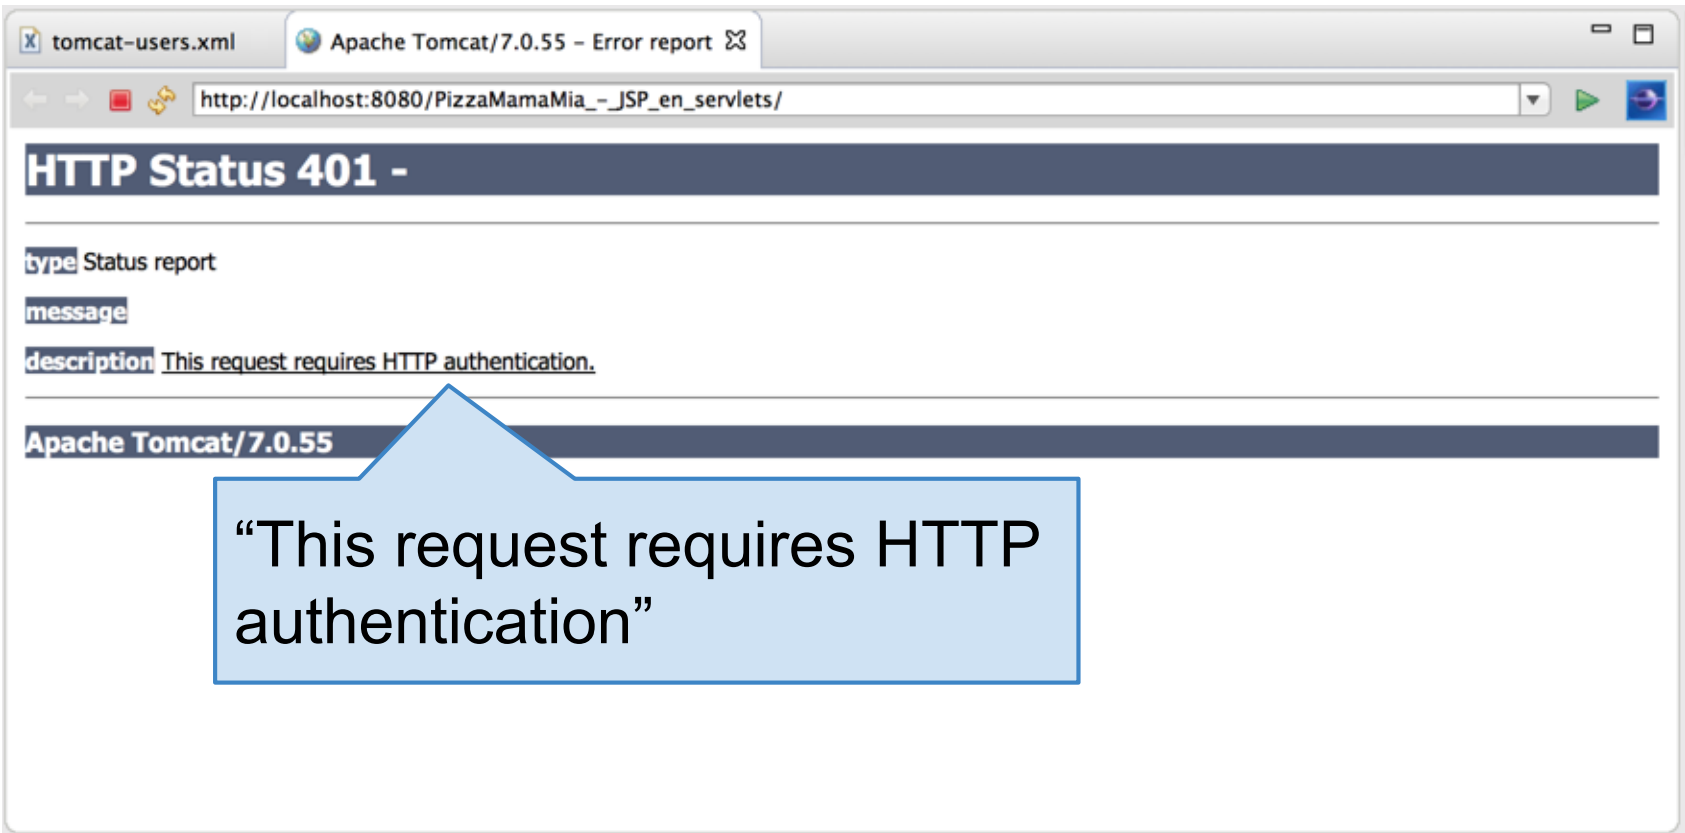 tomcat-users.xml
Apache Tomcat/7.0.55 - Error report
http://localhost:8080/PizzaMamaMia_-_JSP_en_servlets/
HTTP Status 401 -
type Status report
message
description This request requires HTTP authentication.
Apache Tomcat/7.0.55
“This request requires HTTP
authentication”